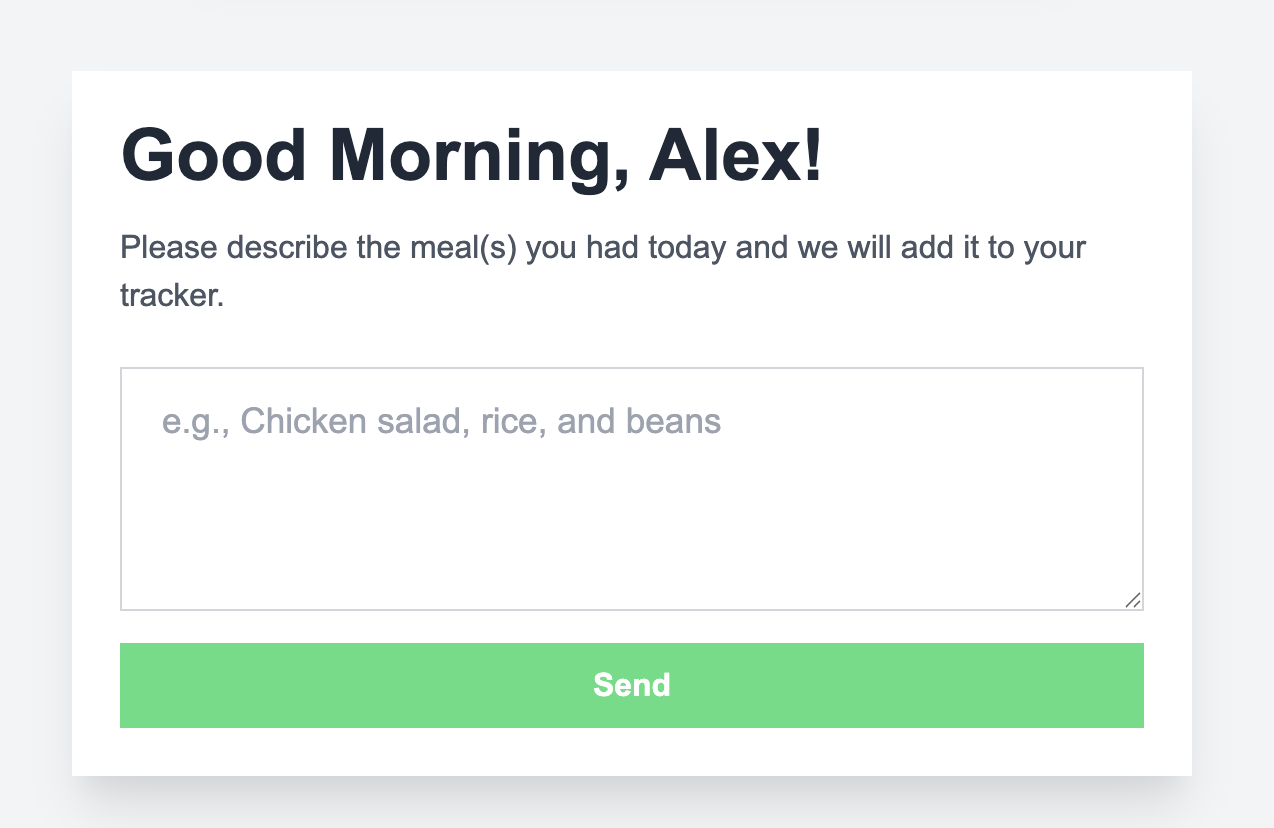 Good Morning, Alex!
Please describe the meal(s) you had today and we will add it to your
tracker.
e.g., Chicken salad, rice, and beans
Send